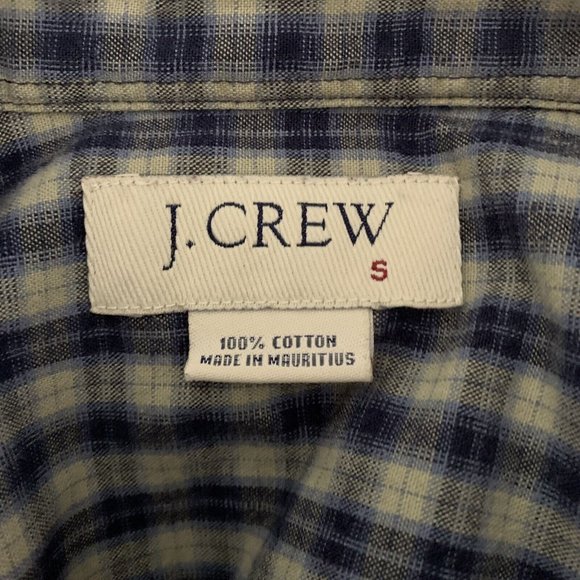 J. CREW
S
100% COTTON
MADE IN MAURITIUS